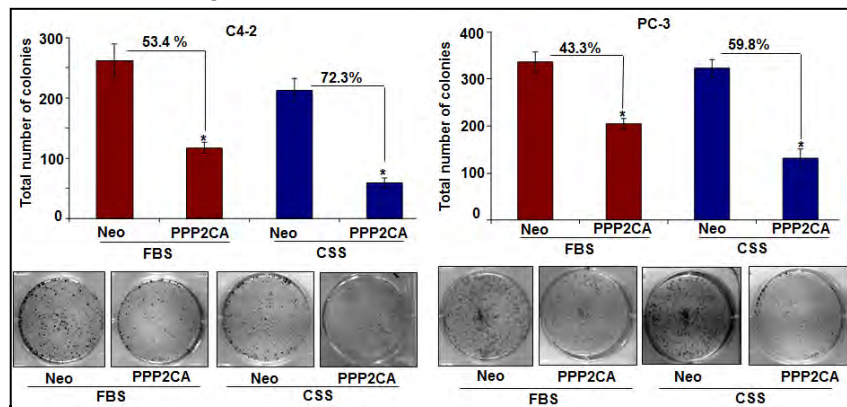 C4-2
Total number of colonies
300
200
100
0
53.4 %
72.3%
*
*
Neo PPP2CA Neo PPP2CA
FBS CSS
Neo PPP2CA Neo PPP2CA
FBS CSS
PC-3
Total number of colonies
400
300
200
100
0
43.3%
59.8%
*
*
Neo PPP2CA Neo PPP2CA
FBS CSS
Neo PPP2CA Neo PPP2CA
FBS CSS